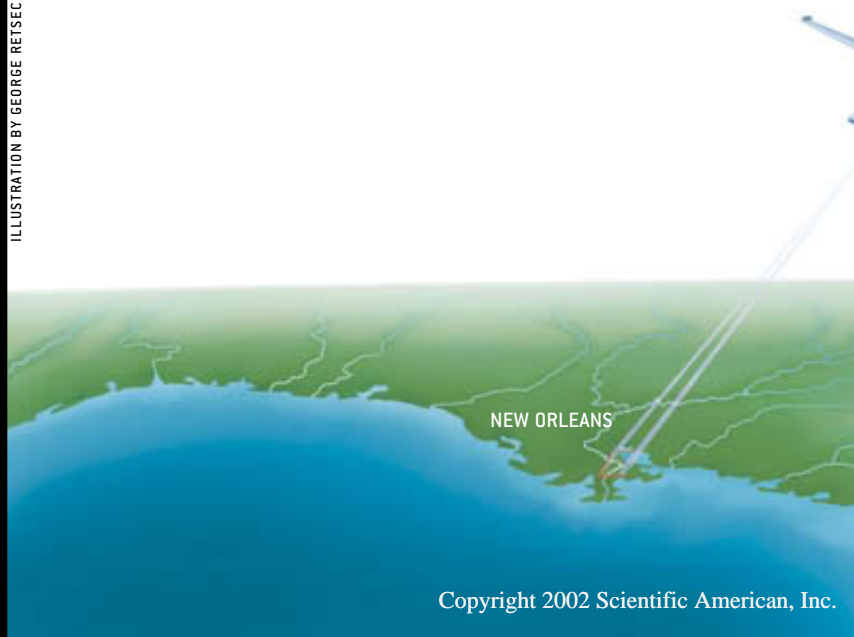 ILLUSTRATION BY GEORGE RETSEC
NEW ORLEANS
Copyright 2002 Scientific American, Inc.